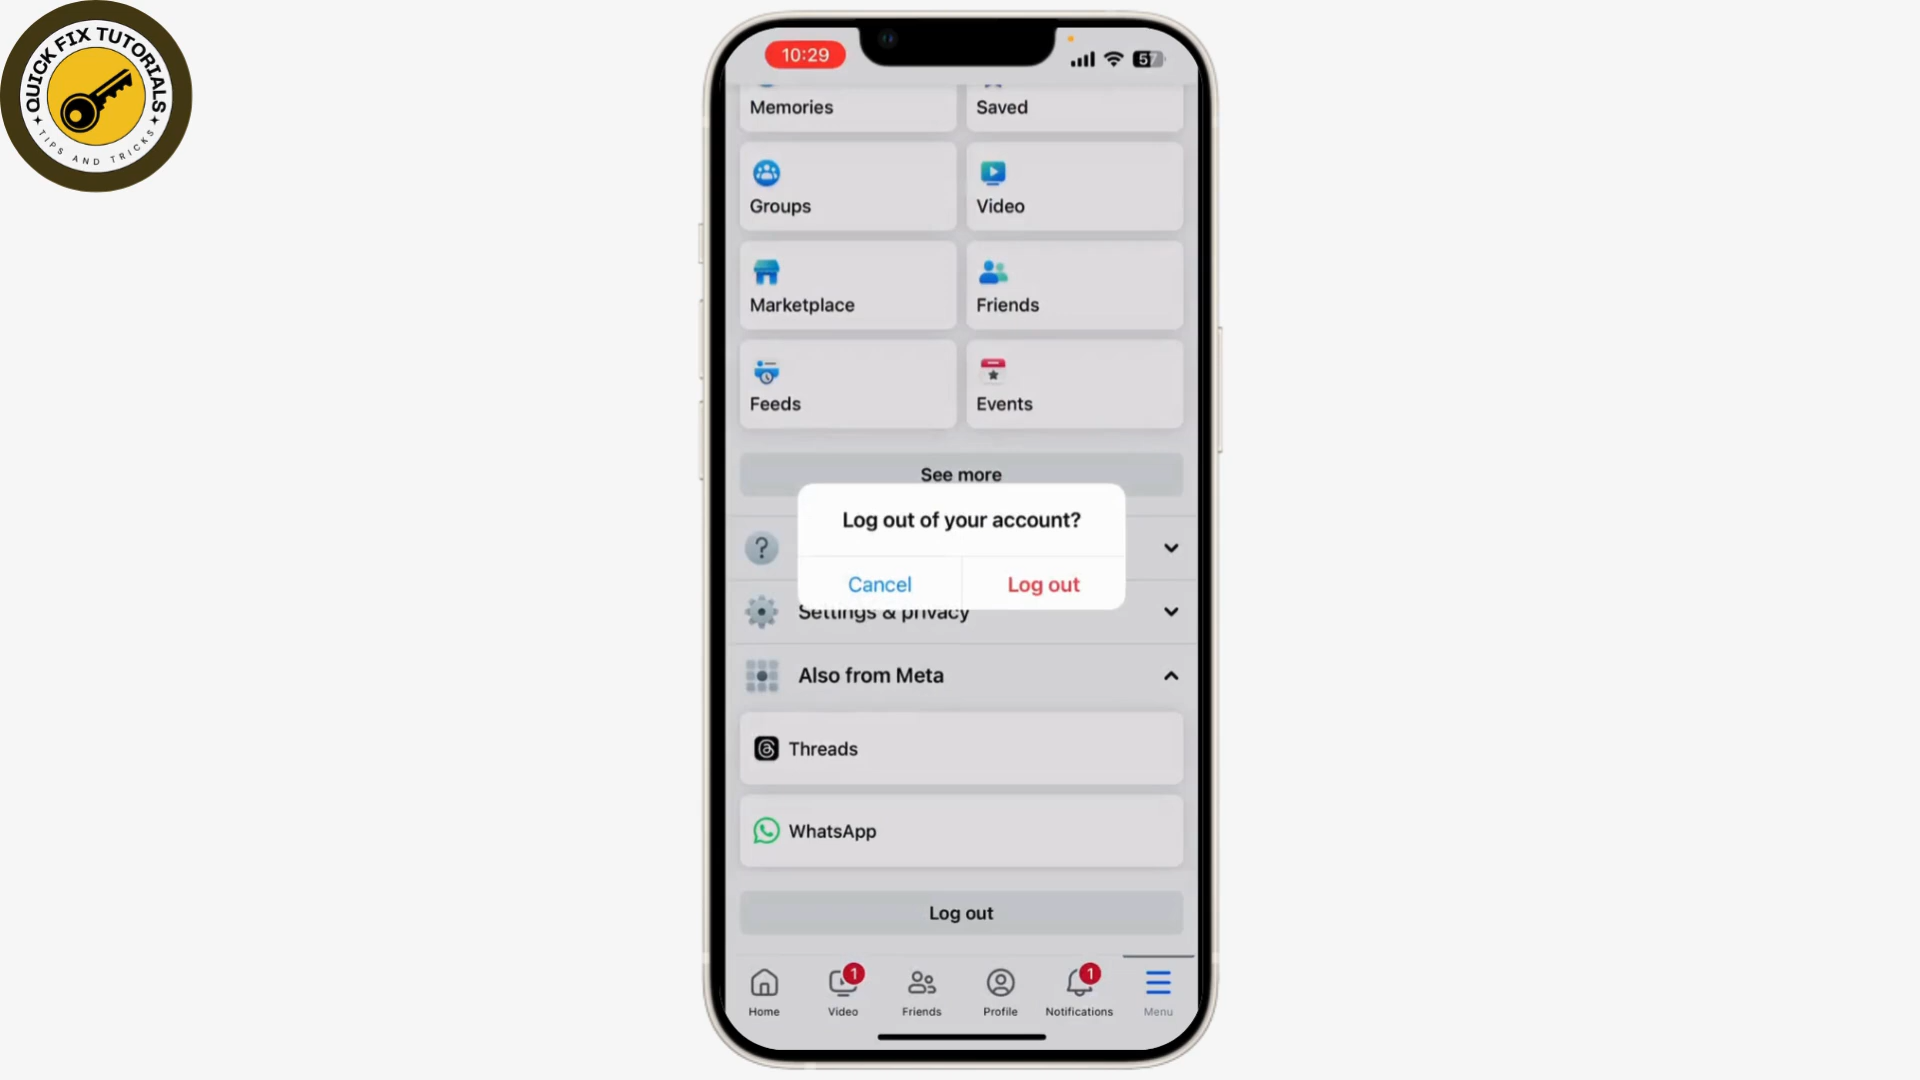 QUICK FIX TUTORIALS
TIPS AND TRICKS
10:29
57
Memories
Saved
Groups
Video
Marketplace
Friends
Feeds
Events
See more
Log out of your account?
Cancel
Log out
Settings & privacy
Also from Meta
Threads
WhatsApp
Log out
1
1
Home
Video
Friends
Profile
Notifications
Menu